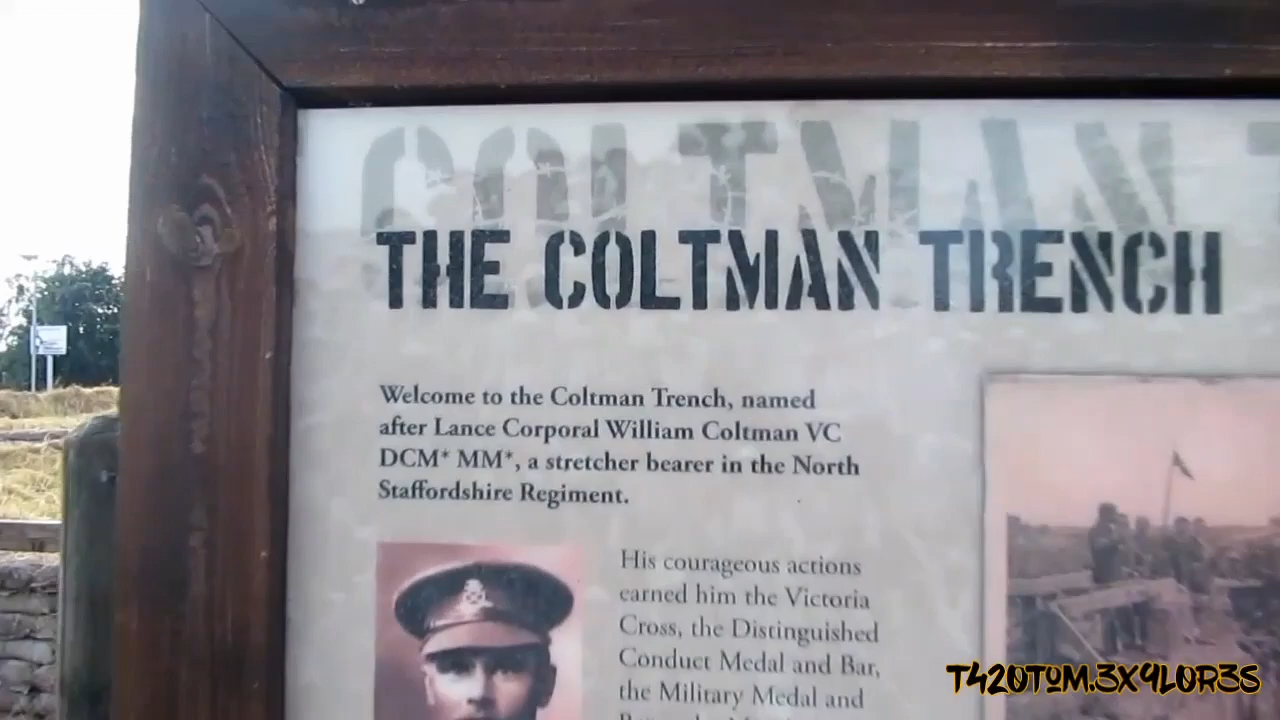 COLTMAN T
THE COLTMAN TRENCH
Welcome to the Coltman Trench, named
after Lance Corporal William Coltman VC
DCM* MM*, a stretcher bearer in the North
Staffordshire Regiment.
His courageous actions
earned him the Victoria
Cross, the Distinguished
Conduct Medal and Bar,
the Military Medal and
T420TOM.3X4LOR3S